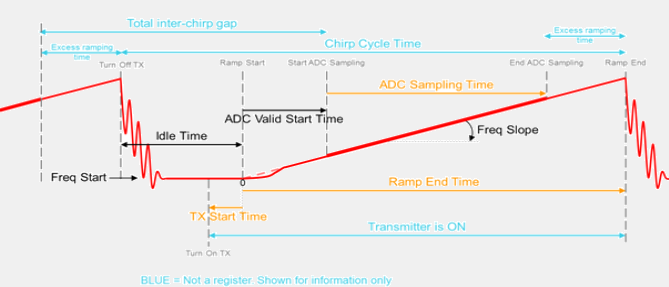 Total inter-chirp gap
Excess ramping
time
Chirp Cycle Time
Excess ramping
time
Turn Off TX
Ramp Start
Start ADC Sampling
End ADC Sampling
Ramp End
ADC Sampling Time
ADC Valid Start Time
Idle Time
Freq Slope
Freq Start
0
Ramp End Time
TX Start Time
Transmitter is ON
Turn On TX
BLUE = Not a register. Shown for information only